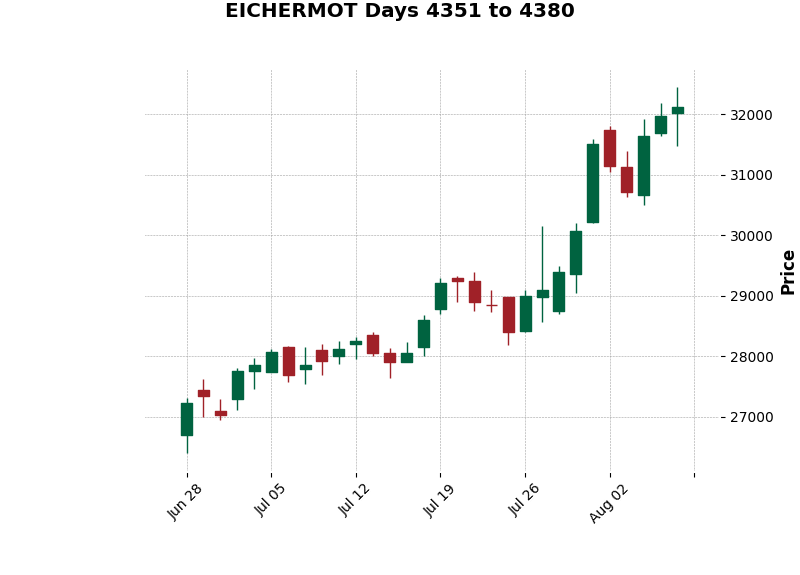 EICHERMOT Days 4351 to 4380
32000
31000
30000
29000
28000
27000
Price
Jun 28
Jul 05
Jul 12
Jul 19
Jul 26
Aug 02